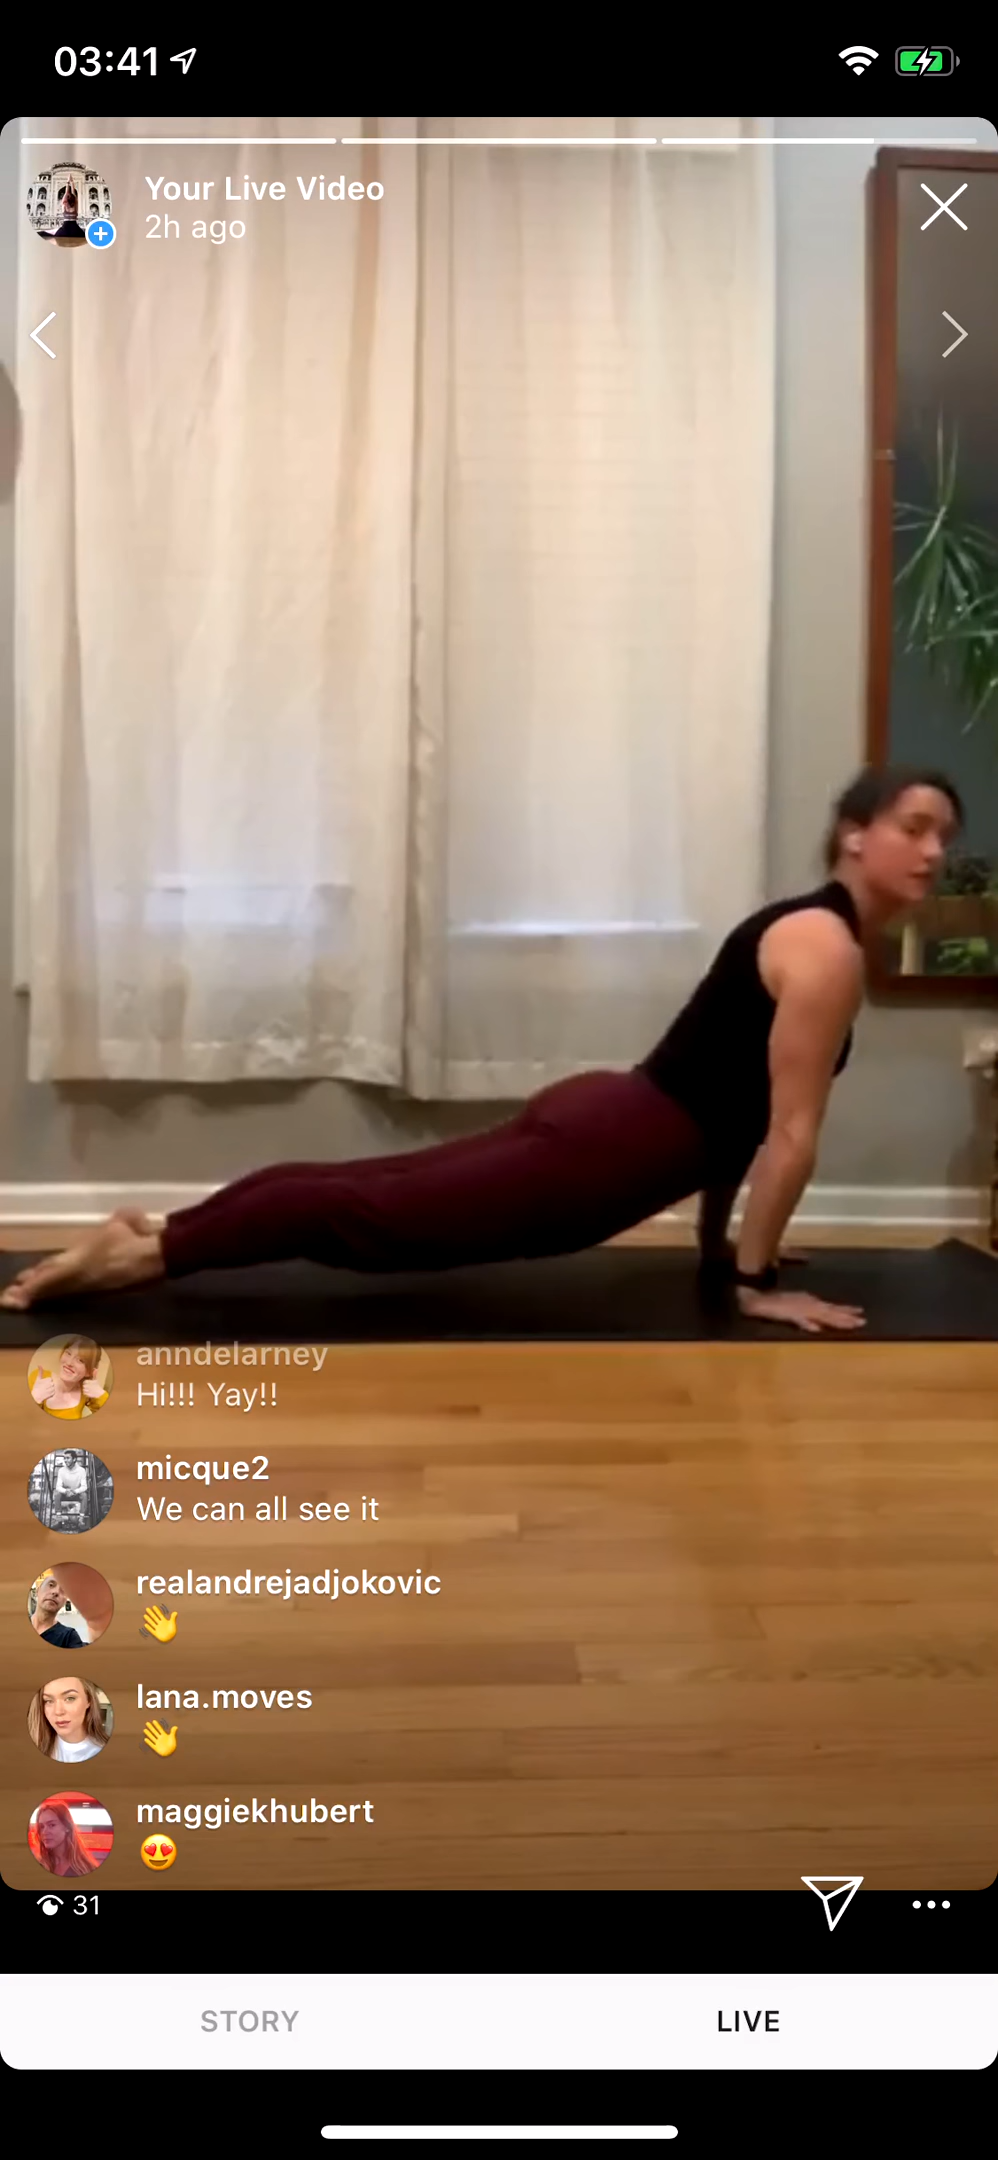 03:41
Your Live Video
2h ago
anndelarney
Hi!!! Yay!!
micque2
We can all see it
realandrejadjokovic
👋
lana.moves
👋
maggiekhubert
😍
31
STORY
LIVE